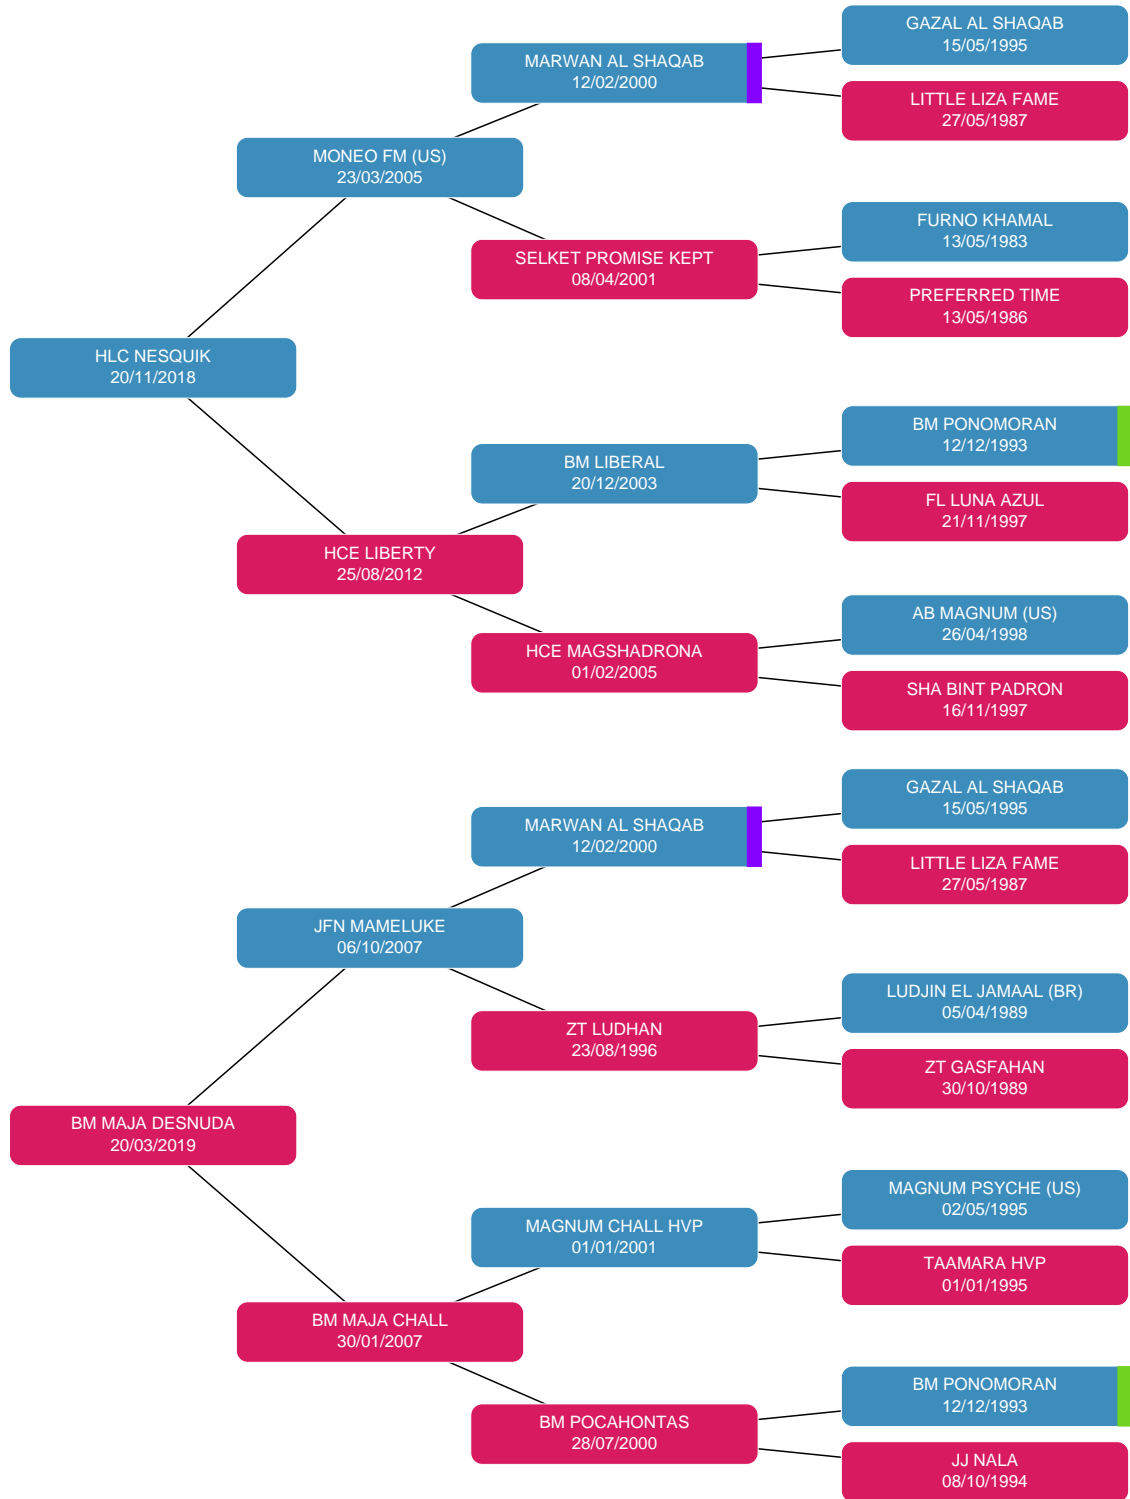 GAZAL AL SHAQAB
15/05/1995
MARWAN AL SHAQAB
12/02/2000
LITTLE LIZA FAME
27/05/1987
MONEO FM (US)
23/03/2005
FURNO KHAMAL
13/05/1983
SELKET PROMISE KEPT
08/04/2001
PREFERRED TIME
13/05/1986
HLC NESQUIK
20/11/2018
BM PONOMORAN
12/12/1993
BM LIBERAL
20/12/2003
FL LUNA AZUL
21/11/1997
HCE LIBERTY
25/08/2012
AB MAGNUM (US)
26/04/1998
HCE MAGSHADRONA
01/02/2005
SHA BINT PADRON
16/11/1997
GAZAL AL SHAQAB
15/05/1995
MARWAN AL SHAQAB
12/02/2000
LITTLE LIZA FAME
27/05/1987
JFN MAMELUKE
06/10/2007
LUDJIN EL JAMAAL (BR)
05/04/1989
ZT LUDHAN
23/08/1996
ZT GASFAHAN
30/10/1989
BM MAJA DESNUDA
20/03/2019
MAGNUM PSYCHE (US)
02/05/1995
MAGNUM CHALL HVP
01/01/2001
TAAMARA HVP
01/01/1995
BM MAJA CHALL
30/01/2007
BM PONOMORAN
12/12/1993
BM POCAHONTAS
28/07/2000
JJ NALA
08/10/1994